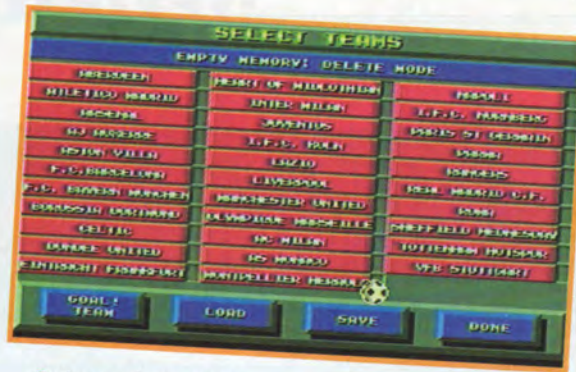 SELECT TEAMS
EMPTY MEMORY: DELETE MODE
ABERDEEN
ATLETICO MADRID
ARSENAL
AJ AUXERRE
ASTON VILLA
F.C.BARCELONA
F.C. BAYERN MUNCHEN
BORUSSIA DORTMUND
CELTIC
DUNDEE UNITED
EINTRACHT FRANKFURT
HEART OF MIDLOTHIAN
INTER MILAN
JUVENTUS
I.F.C. KOLN
LAZIO
LIVERPOOL
MANCHESTER UNITED
OLYMPIQUE MARSEILLE
AC MILAN
AS MONACO
MONTPELLIER
NAPOLI
I.F.C. NURNBERG
PARIS ST GERMAIN
PARMA
RANGERS
REAL MADRID C.F.
ROMA
SHEFFIELD WEDNESDAY
TOTTENHAM HOTSPUR
VFB STUTTGART
GOAL!
TEAM
LOAD
SAVE
DONE